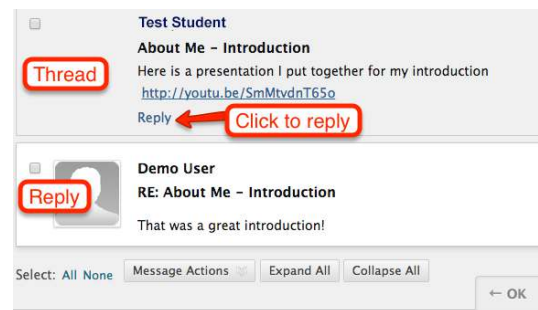 Test Student
About Me – Introduction
Thread
Here is a presentation I put together for my introduction
http://youtu.be/SmMtvdnT65o
Reply
Click to reply
Demo User
Reply
RE: About Me – Introduction
That was a great introduction!
Select: All None Message Actions Expand All Collapse All
← OK